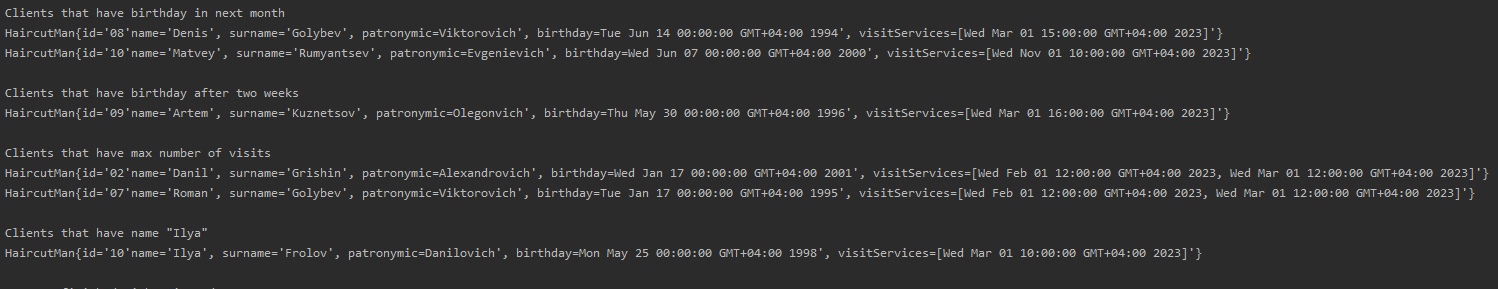 Clients that have birthday in next month
HaircutMan{id='08'name='Denis', surname='Golybev', patronymic=Viktorovich', birthday=Tue Jun 14 00:00:00 GMT+04:00 1994', visitServices=[Wed Mar 01 15:00:00 GMT+04:00 2023]'}
HaircutMan{id='10'name='Matvey', surname='Rumyantsev', patronymic=Evgenievich', birthday=Wed Jun 07 00:00:00 GMT+04:00 2000', visitServices=[Wed Nov 01 10:00:00 GMT+04:00 2023]'}
Clients that have birthday after two weeks
HaircutMan{id='09'name='Artem', surname='Kuznetsov', patronymic=Olegonvich', birthday=Thu May 30 00:00:00 GMT+04:00 1996', visitServices=[Wed Mar 01 16:00:00 GMT+04:00 2023]'}
Clients that have max number of visits
HaircutMan{id='02'name='Danil', surname='Grishin', patronymic=Alexandrovich', birthday=Wed Jan 17 00:00:00 GMT+04:00 2001', visitServices=[Wed Feb 01 12:00:00 GMT+04:00 2023, Wed Mar 01 12:00:00 GMT+04:00 2023]'}
HaircutMan{id='07'name='Roman', surname='Golybev', patronymic=Viktorovich', birthday=Tue Jan 17 00:00:00 GMT+04:00 1995', visitServices=[Wed Feb 01 12:00:00 GMT+04:00 2023, Wed Mar 01 12:00:00 GMT+04:00 2023]'}
Clients that have name "Ilya"
HaircutMan{id='10'name='Ilya', surname='Frolov', patronymic=Danilovich', birthday=Mon May 25 00:00:00 GMT+04:00 1998', visitServices=[Wed Mar 01 10:00:00 GMT+04:00 2023]'}